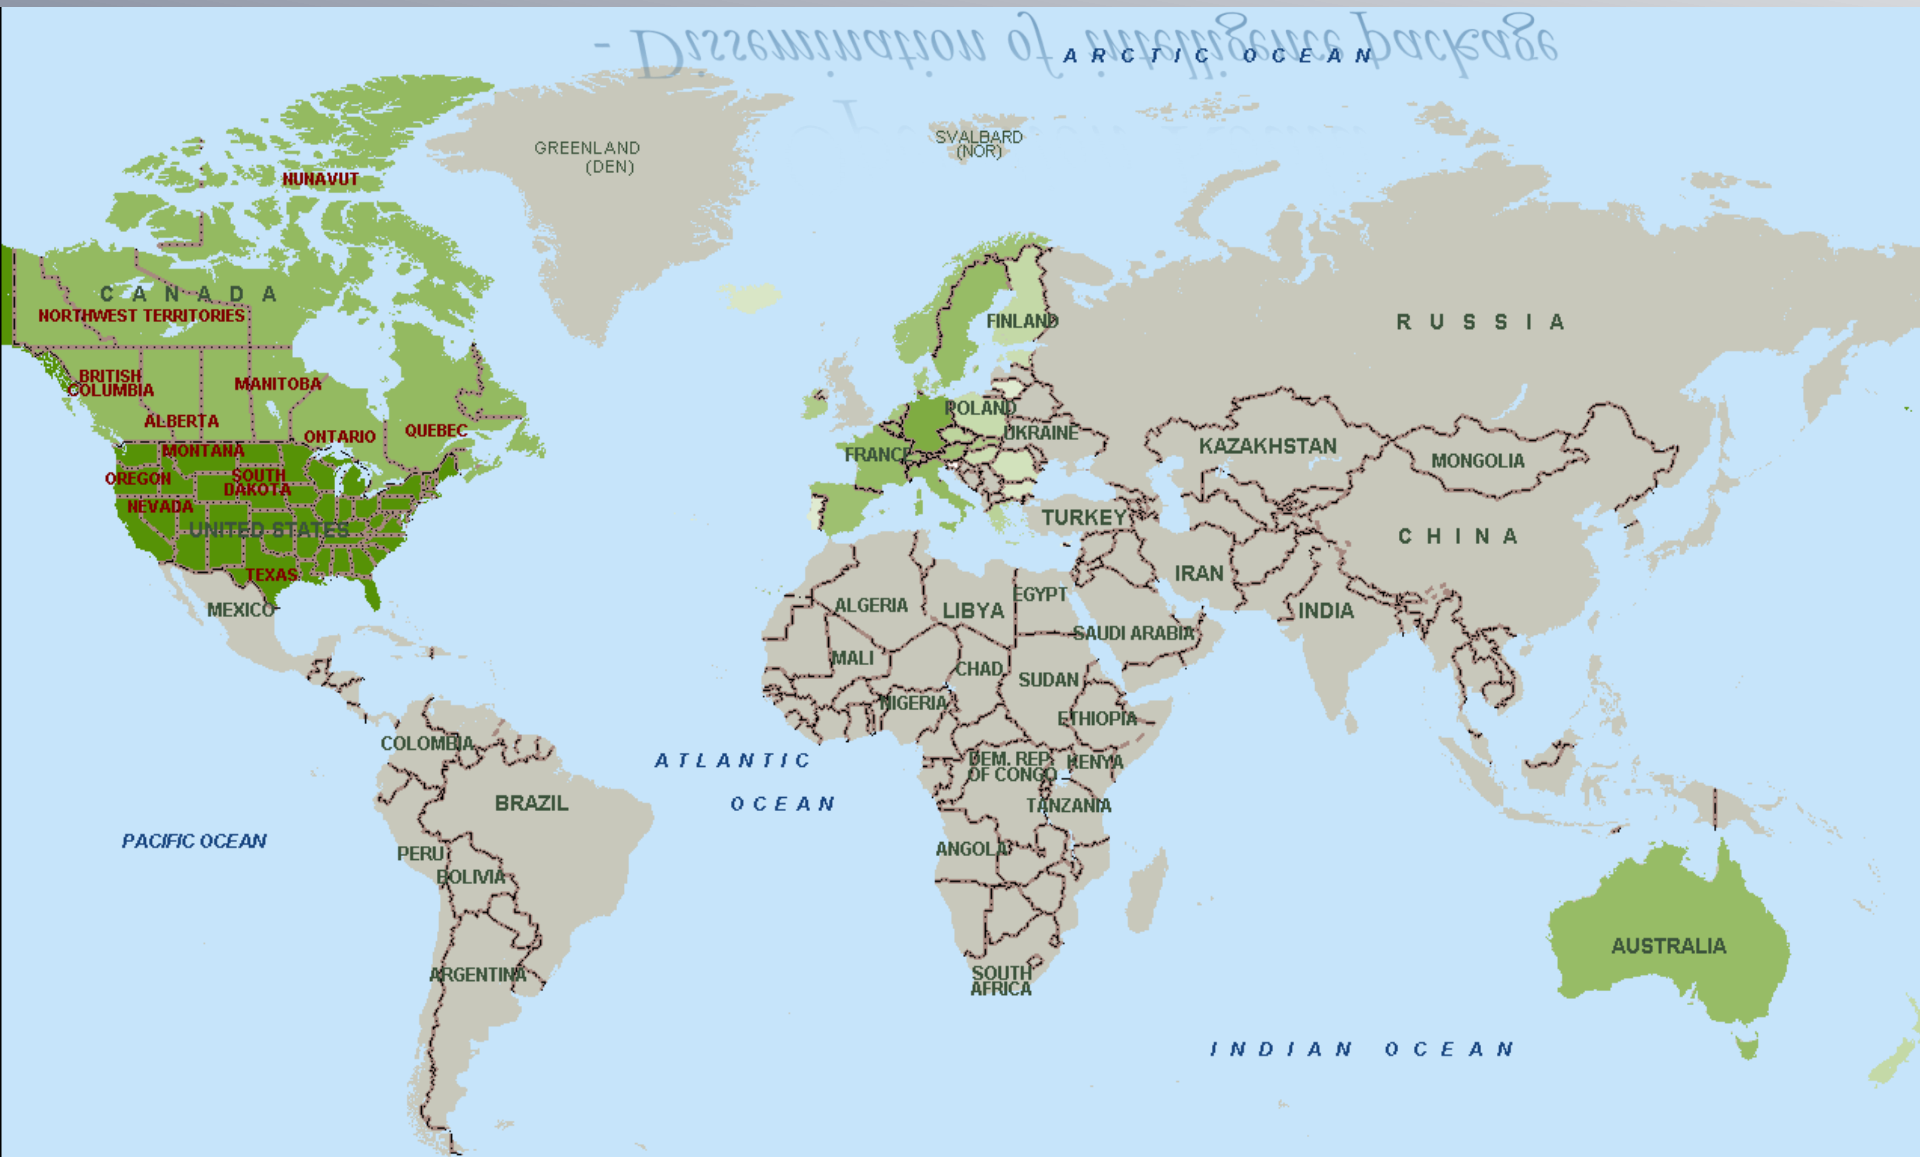 - Dissemination of intelligence package
ARCTIC OCEAN
GREENLAND
(DEN)
SVALBARD
(NOR)
NUNAVUT
CANADA
NORTHWEST TERRITORIES
FINLAND
RUSSIA
BRITISH
COLUMBIA
MANITOBA
ALBERTA
ONTARIO
QUEBEC
POLAND
UKRAINE
KAZAKHSTAN
MONGOLIA
MONTANA
FRANCE
OREGON
SOUTH
DAKOTA
NEVADA
UNITED STATES
TURKEY
CHINA
TEXAS
IRAN
MEXICO
ALGERIA
LIBYA
EGYPT
INDIA
SAUDI ARABIA
MALI
CHAD
SUDAN
NIGERIA
ETHIOPIA
COLOMBIA
ATLANTIC
OCEAN
DEM. REP.
OF CONGO
KENYA
BRAZIL
TANZANIA
PACIFIC OCEAN
PERU
ANGOLA
BOLIVIA
AUSTRALIA
ARGENTINA
SOUTH
AFRICA
INDIAN OCEAN